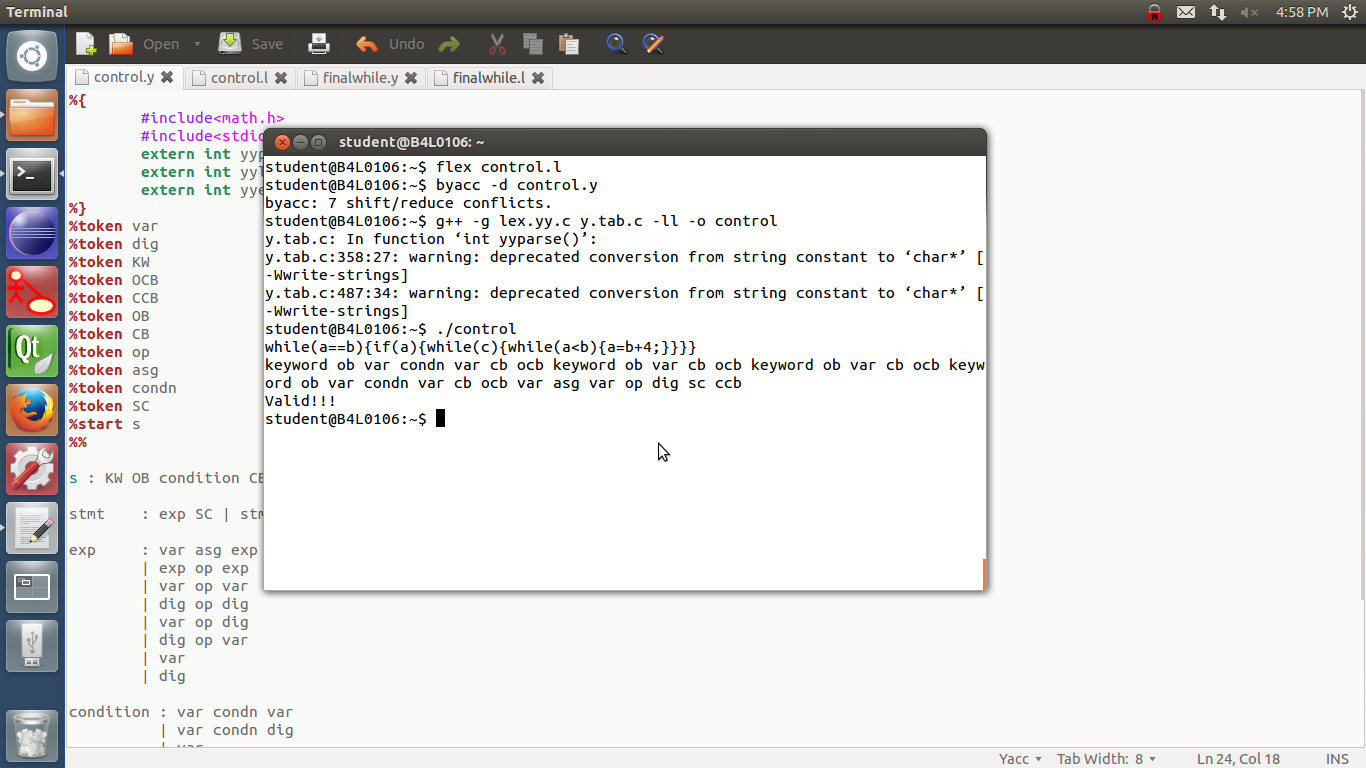 Terminal
4:58 PM
Open Save Undo
control.y control.l finalwhile.y finalwhile.l
%{
#include<math.h>
#include<stdio
extern int yyp
extern int yyl
extern int yye
%}
%token var
%token dig
%token KW
%token OCB
%token CCB
%token OB
%token CB
%token op
%token asg
%token condn
%token SC
%start s
%%
s : KW OB condition CB
stmt : exp SC | stm
exp : var asg exp
| exp op exp
| var op var
| dig op dig
| var op dig
| dig op var
| var
| dig
condition : var condn var
| var condn dig
| var
student@B4L0106: ~
student@B4L0106:~$ flex control.l
student@B4L0106:~$ byacc -d control.y
byacc: 7 shift/reduce conflicts.
student@B4L0106:~$ g++ -g lex.yy.c y.tab.c -ll -o control
y.tab.c: In function ‘int yyparse()’:
y.tab.c:358:27: warning: deprecated conversion from string constant to ‘char*’ [
-Wwrite-strings]
y.tab.c:487:34: warning: deprecated conversion from string constant to ‘char*’ [
-Wwrite-strings]
student@B4L0106:~$ ./control
while(a==b){if(a){while(c){while(a<b){a=b+4;}}}}
keyword ob var condn var cb ocb keyword ob var cb ocb keyword ob var cb ocb keyw
ord ob var condn var cb ocb var asg var op dig sc ccb
Valid!!!
student@B4L0106:~$
Qt
Yacc Tab Width: 8 Ln 24, Col 18 INS